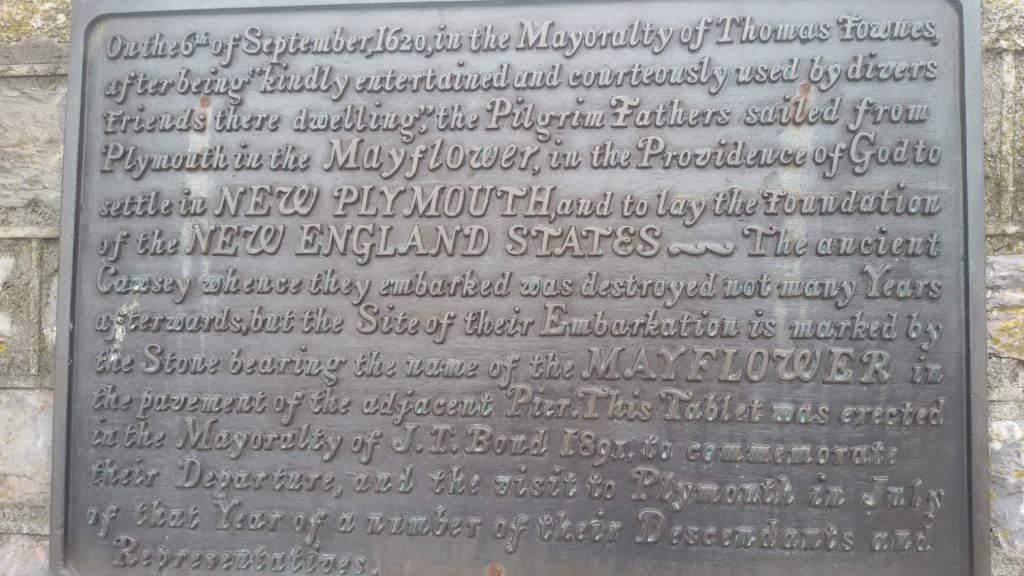 On the 6th of September, 1620, in the Mayoralty of Thomas Fownes,
after being "kindly entertained and courteously used by divers
Friends there dwelling," the Pilgrim Fathers sailed from
Plymouth in the Mayflower, in the Providence of God to
settle in NEW PLYMOUTH, and to lay the Foundation
of the NEW ENGLAND STATES The ancient
Cawsey whence they embarked was destroyed not many Years
afterwards, but the Site of their Embarkation is marked by
the Stone bearing the name of the MAYFLOWER in
the pavement of the adjacent Pier. This Tablet was erected
in the Mayoralty of J. T. Bond 1891. to commemorate
their Departure, and the visit to Plymouth in July
of that Year of a number of their Descendants and
Representatives.